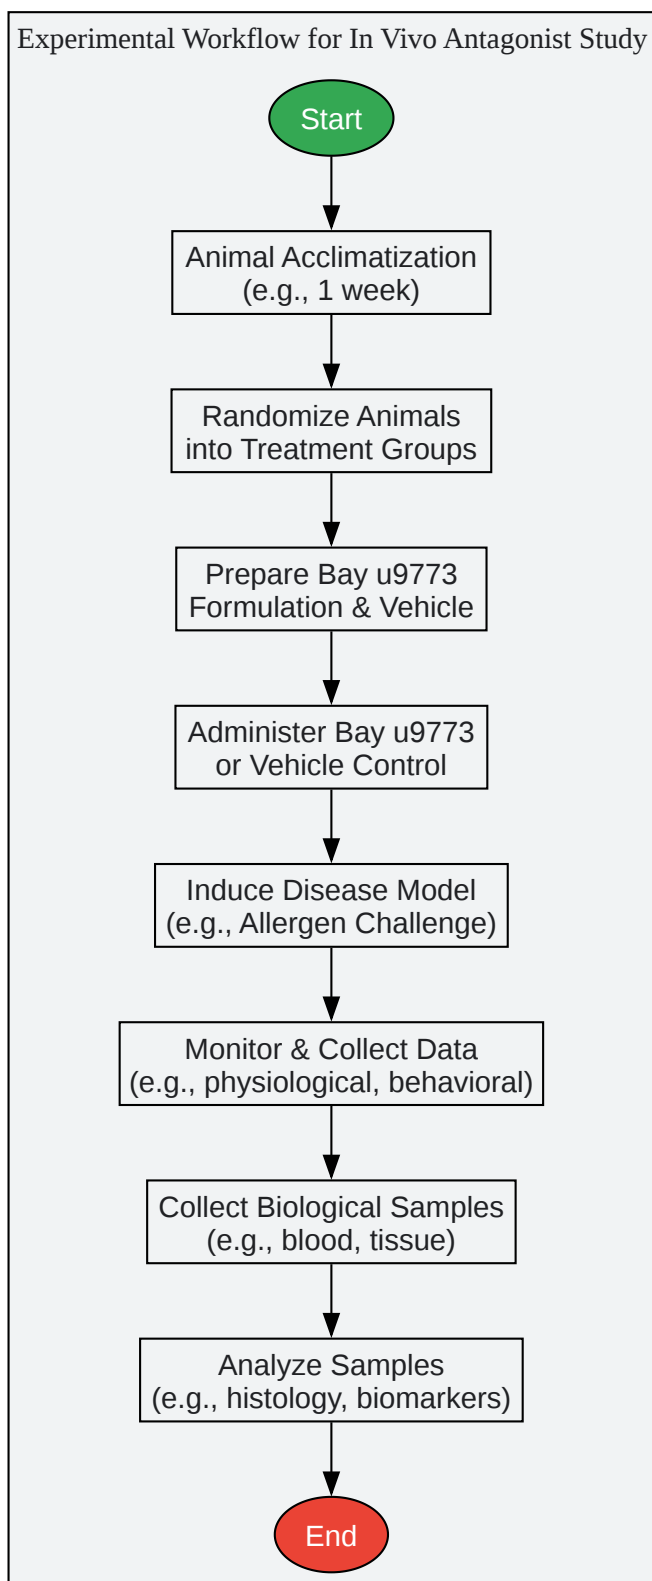 Experimental Workflow for In Vivo Antagonist Study
Start
Animal Acclimatization
(e.g., 1 week)
Randomize Animals
into Treatment Groups
Prepare Bay u9773
Formulation & Vehicle
Administer Bay u9773
or Vehicle Control
Induce Disease Model
(e.g., Allergen Challenge)
Monitor & Collect Data
(e.g., physiological, behavioral)
Collect Biological Samples
(e.g., blood, tissue)
Analyze Samples
(e.g., histology, biomarkers)
End